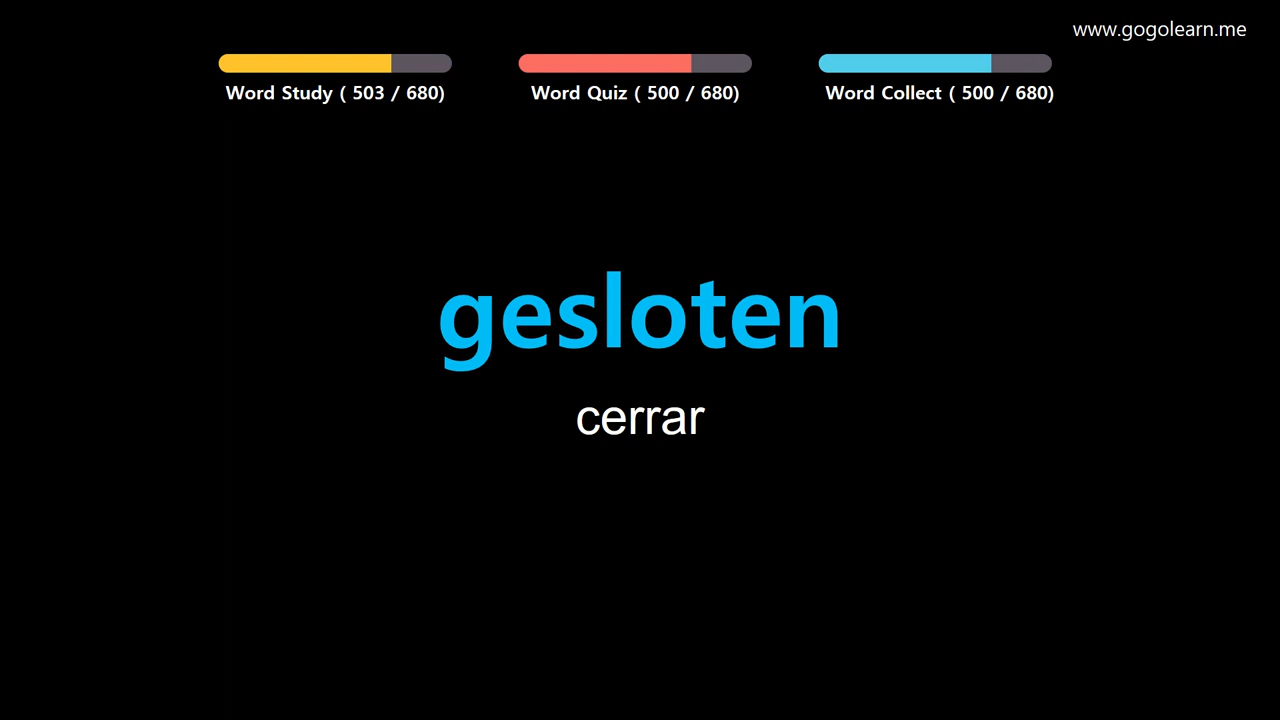 www.gogolearn.me
Word Study ( 503 / 680)
Word Quiz ( 500 / 680)
Word Collect ( 500 / 680)
gesloten
cerrar